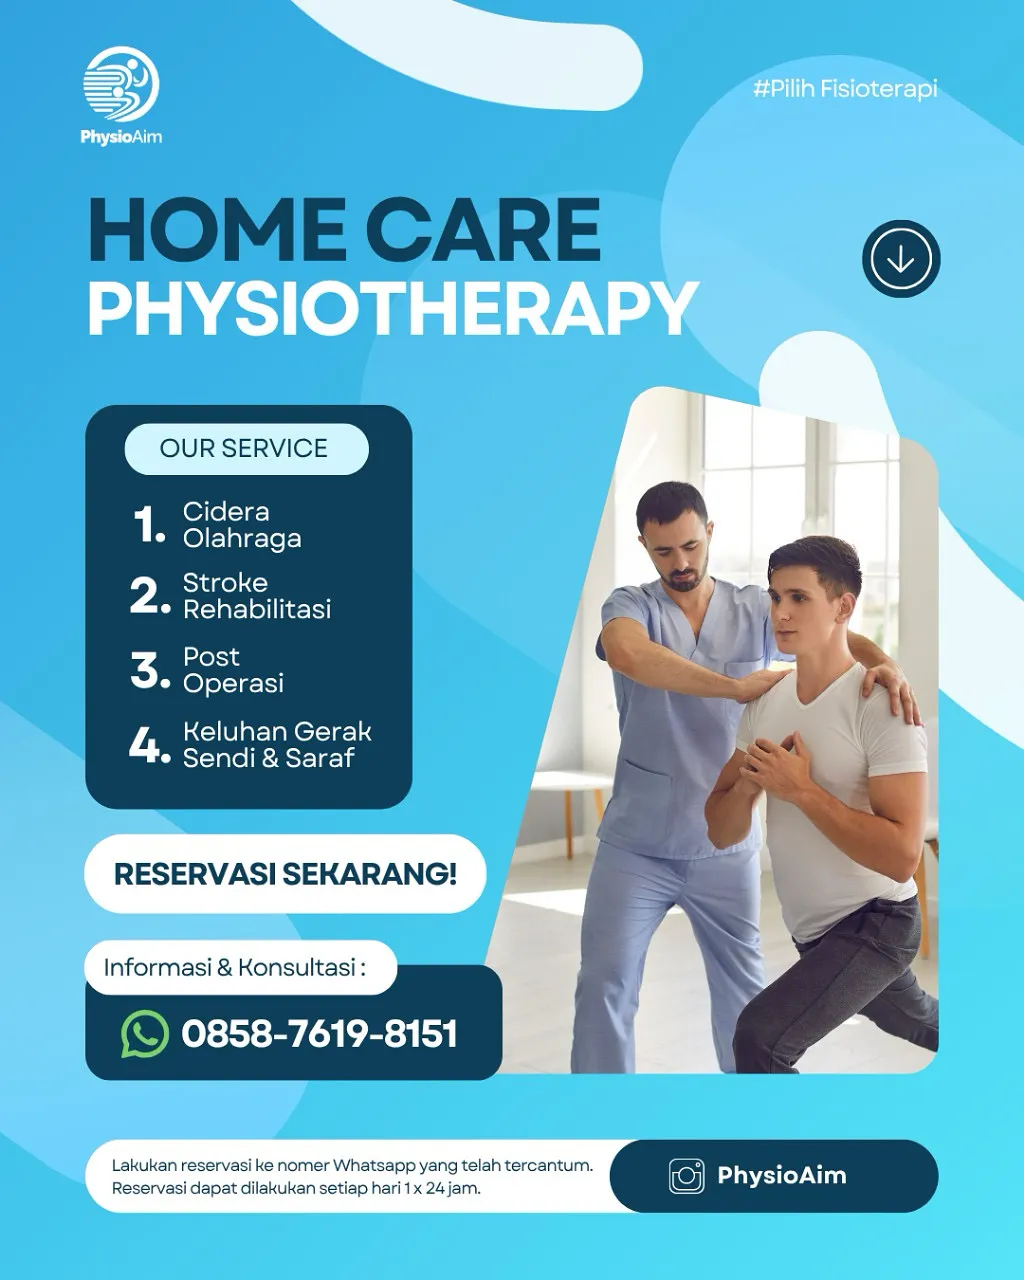 PhysioAim
#Pilih Fisioterapi
HOME CARE
PHYSIOTHERAPY
OUR SERVICE
1. Cidera
Olahraga
2. Stroke
Rehabilitasi
3. Post
Operasi
4. Keluhan Gerak
Sendi & Saraf
RESERVASI SEKARANG!
Informasi & Konsultasi :
0858-7619-8151
Lakukan reservasi ke nomer Whatsapp yang telah tercantum.
Reservasi dapat dilakukan setiap hari 1 x 24 jam.
PhysioAim